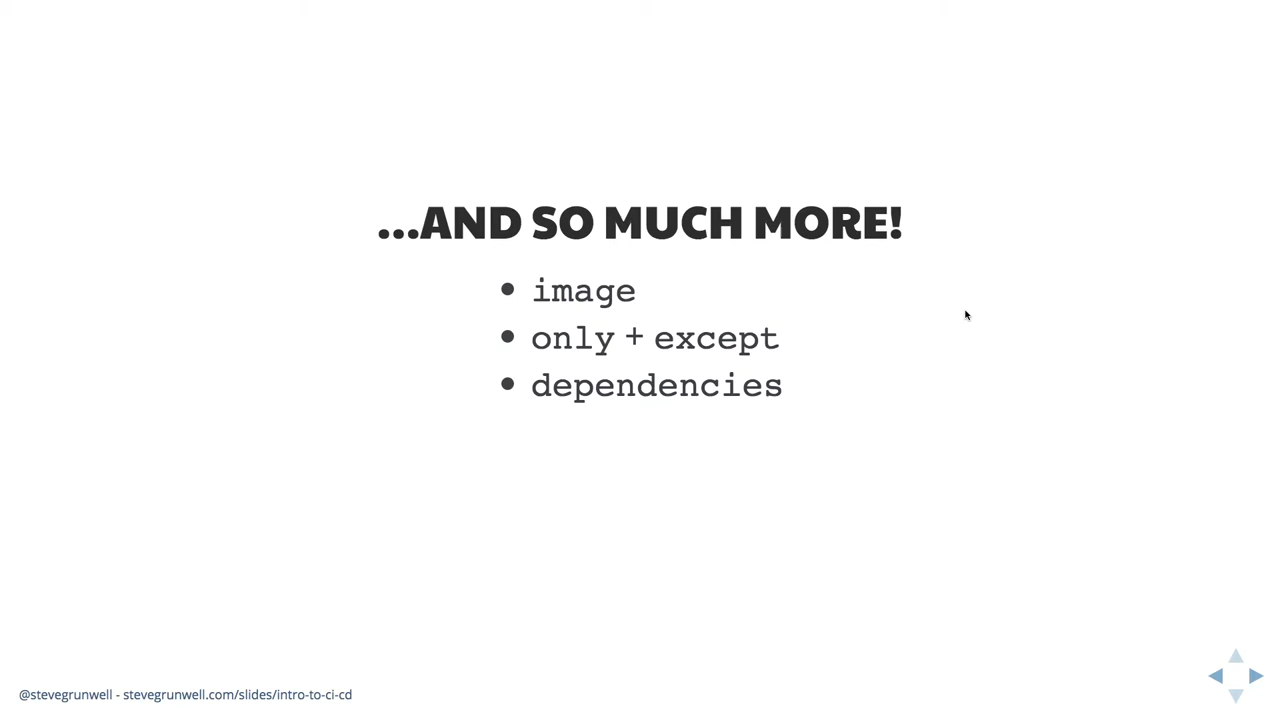 ...AND SO MUCH MORE!
• image
• only + except
• dependencies
@stevegrunwell - stevegrunwell.com/slides/intro-to-ci-cd